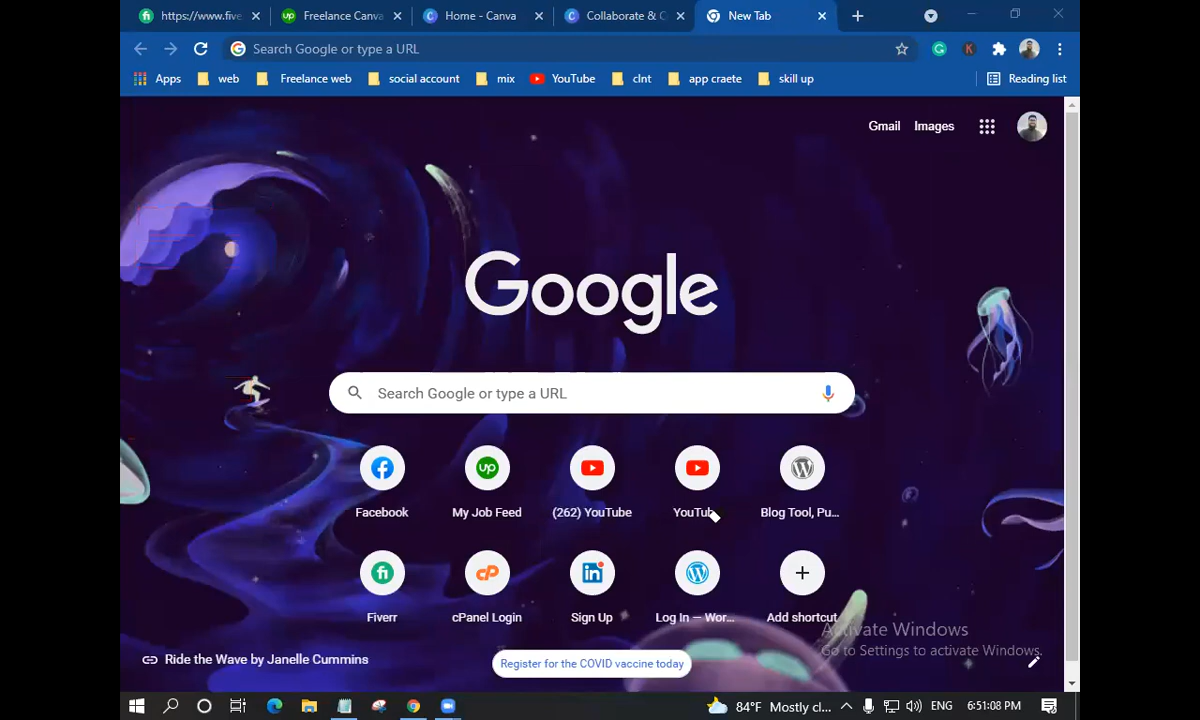 https://www.five
Freelance Canva
Home - Canva
Collaborate & C
New Tab
Search Google or type a URL
Apps
web
Freelance web
social account
mix
YouTube
clnt
app craete
skill up
Reading list
Gmail
Images
Google
Search Google or type a URL
Facebook
My Job Feed
(262) YouTube
YouTub
Blog Tool, Pu...
Fiverr
cPanel Login
Sign Up
Log In — Wor...
Add shortcut
Activate Windows
Go to Settings to activate Windows.
Ride the Wave by Janelle Cummins
Register for the COVID vaccine today
84°F Mostly cl...
ENG
6:51:08 PM